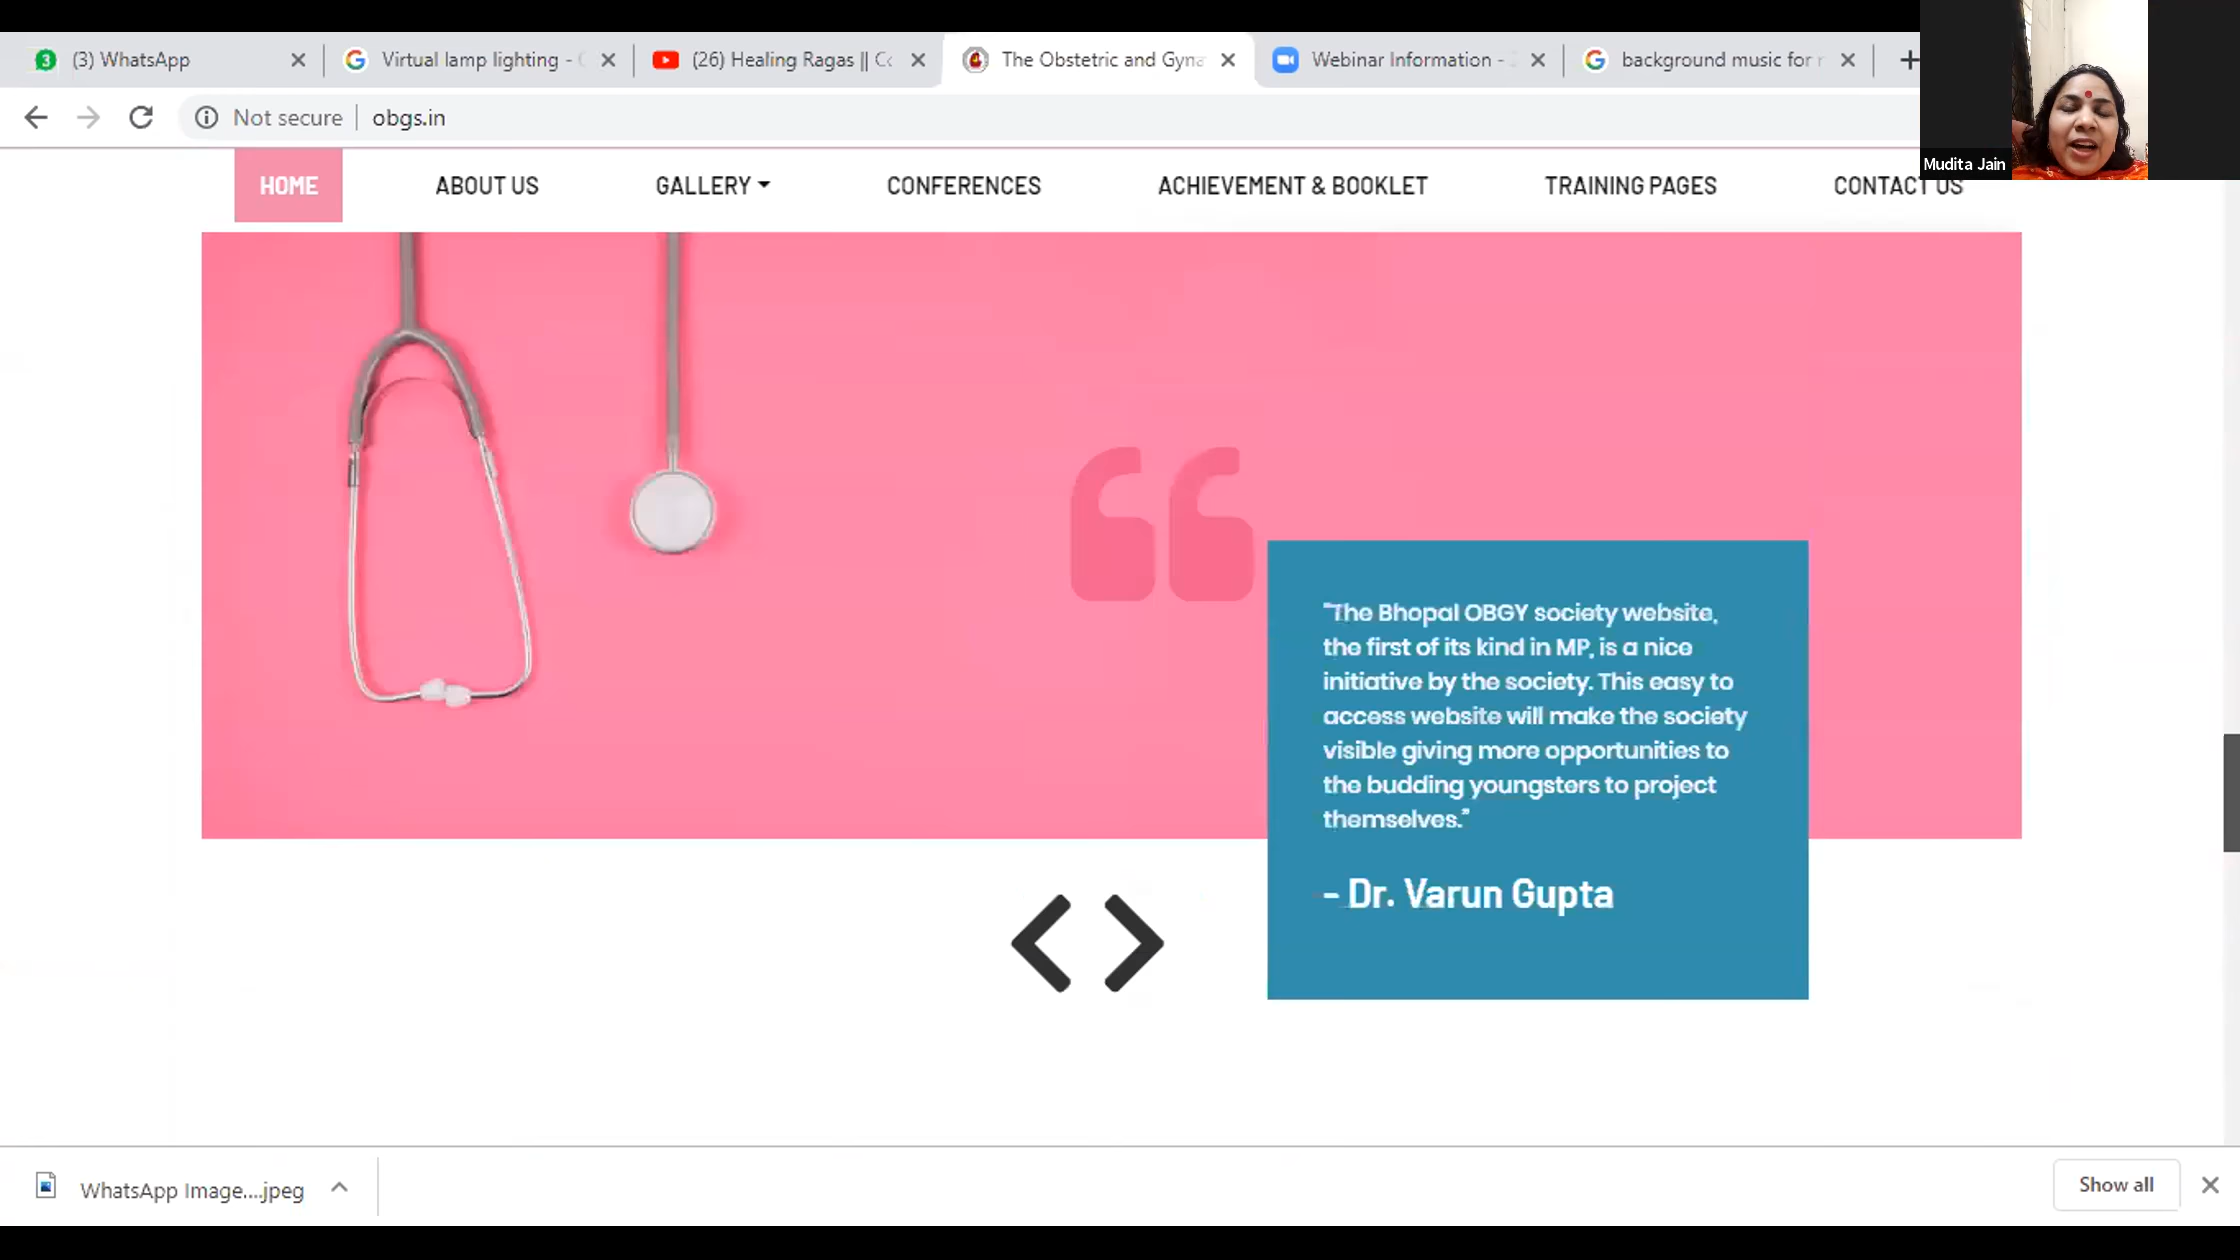 (3) WhatsApp
Virtual lamp lighting -
(26) Healing Ragas ||
The Obstetric and Gyna
Webinar Information -
background music for
Not secure
obgs.in
Mudita Jain
HOME
ABOUT US
GALLERY
CONFERENCES
ACHIEVEMENT & BOOKLET
TRAINING PAGES
CONTACT US
"The Bhopal OBGY society website,
the first of its kind in MP, is a nice
initiative by the society. This easy to
access website will make the society
visible giving more opportunities to
the budding youngsters to project
themselves."
- Dr. Varun Gupta
WhatsApp Image....jpeg
Show all